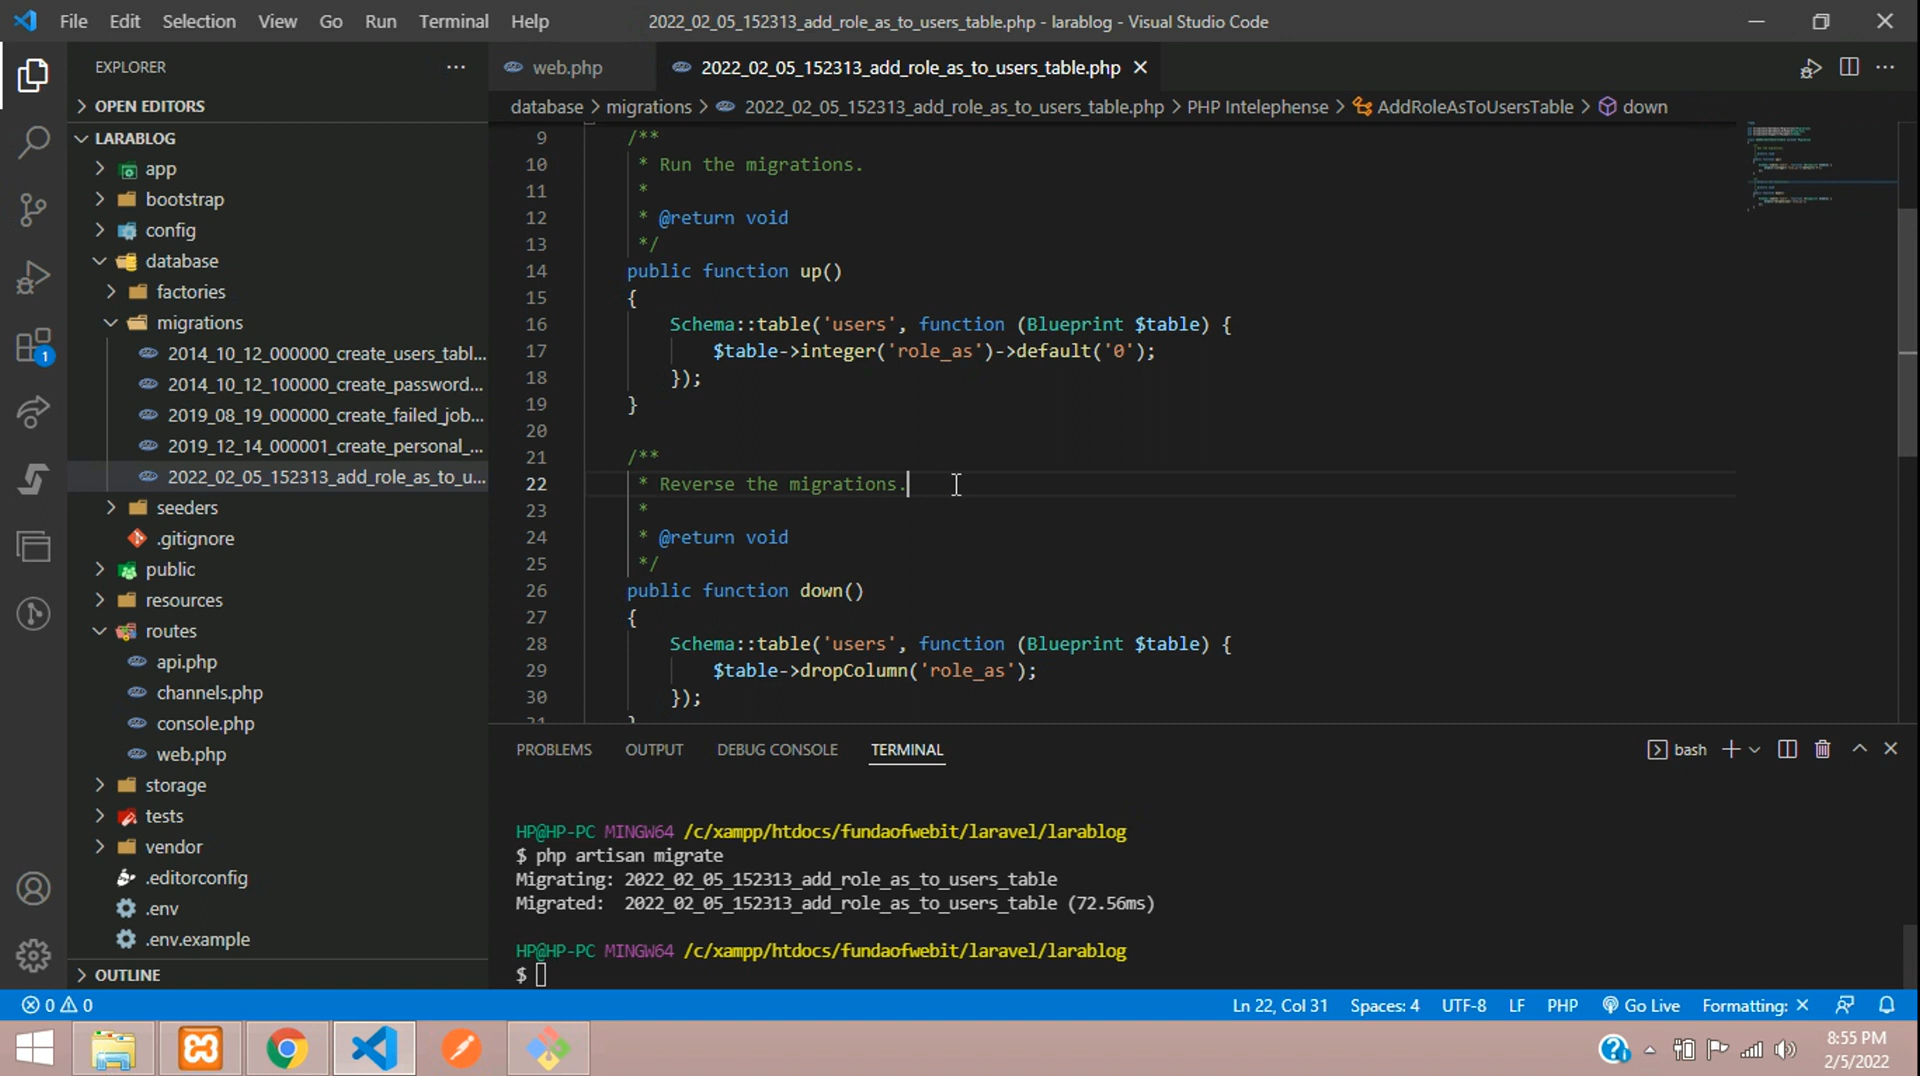 File Edit Selection View Go Run Terminal Help 2022_02_05_152313_add_role_as_to_users_table.php - larablog - Visual Studio Code
EXPLORER
OPEN EDITORS
LARABLOG
app
bootstrap
config
database
factories
migrations
2014_10_12_000000_create_users_tabl...
2014_10_12_100000_create_password...
2019_08_19_000000_create_failed_job...
2019_12_14_000001_create_personal_...
2022_02_05_152313_add_role_as_to_u...
seeders
.gitignore
public
resources
routes
api.php
channels.php
console.php
web.php
storage
tests
vendor
.editorconfig
.env
.env.example
OUTLINE
1
web.php 2022_02_05_152313_add_role_as_to_users_table.php
database > migrations > 2022_02_05_152313_add_role_as_to_users_table.php > PHP Intelephense > AddRoleAsToUsersTable > down
9 /**
10 * Run the migrations.
11 *
12 * @return void
13 */
14 public function up()
15 {
16 Schema::table('users', function (Blueprint $table) {
17 $table->integer('role_as')->default('0');
18 });
19 }
20
21 /**
22 * Reverse the migrations.
23 *
24 * @return void
25 */
26 public function down()
27 {
28 Schema::table('users', function (Blueprint $table) {
29 $table->dropColumn('role_as');
30 });
31 }
PROBLEMS OUTPUT DEBUG CONSOLE TERMINAL bash
HP@HP-PC MINGW64 /c/xampp/htdocs/fundaofwebit/laravel/larablog
$ php artisan migrate
Migrating: 2022_02_05_152313_add_role_as_to_users_table
Migrated: 2022_02_05_152313_add_role_as_to_users_table (72.56ms)
HP@HP-PC MINGW64 /c/xampp/htdocs/fundaofwebit/laravel/larablog
$
0 0 Ln 22, Col 31 Spaces: 4 UTF-8 LF PHP Go Live Formatting: ×
8:55 PM
2/5/2022